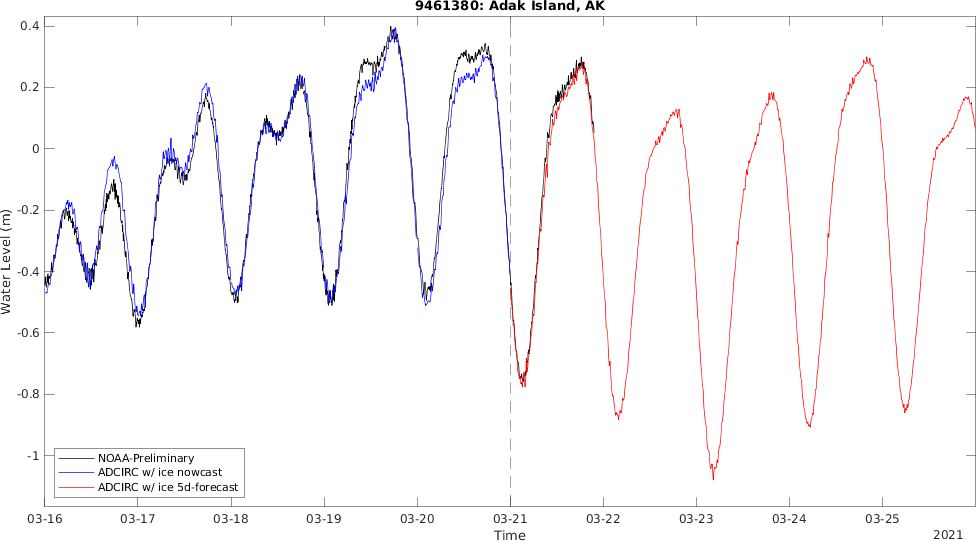 9461380: Adak Island, AK
Water Level (m)
0.4
0.2
0
-0.2
-0.4
-0.6
-0.8
-1
NOAA-Preliminary
ADCIRC w/ ice nowcast
ADCIRC w/ ice 5d-forecast
03-16 03-17 03-18 03-19 03-20 03-21 03-22 03-23 03-24 03-25
Time
2021